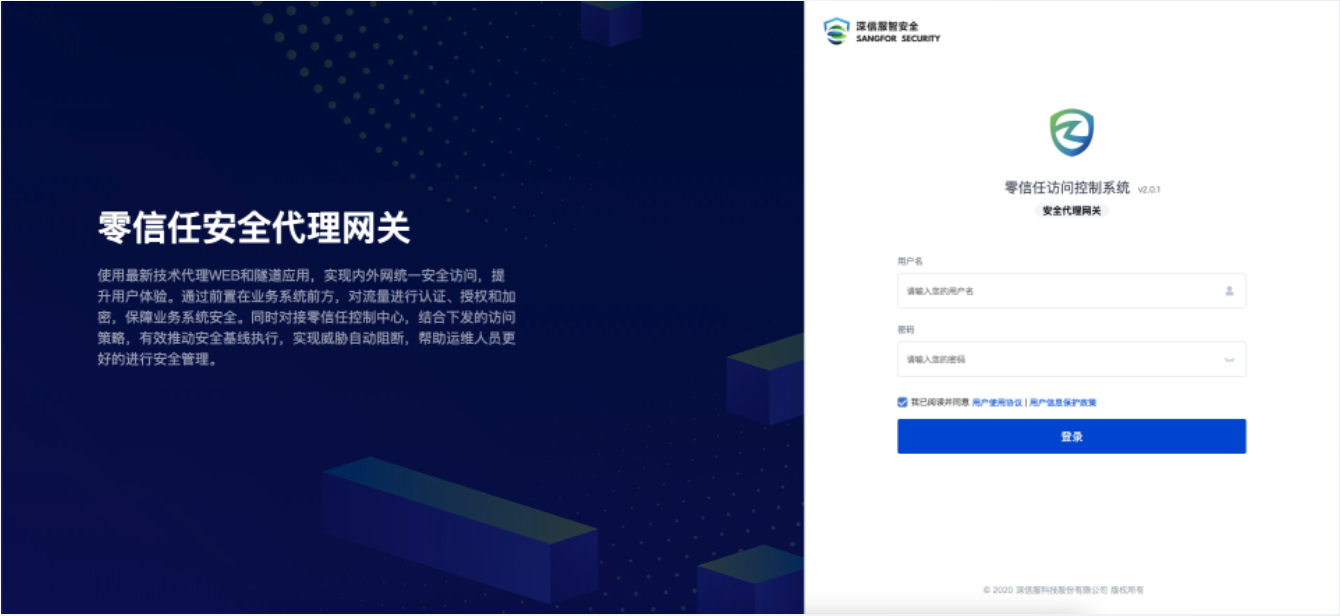 零信任安全代理网关
使用最新技术代理WEB和隧道应用，实现内外网统一安全访问，提
升用户体验。通过前置在业务系统前方，对流量进行认证、授权和加
密，保障业务系统安全。同时对接零信任控制中心，结合下发的访问
策略，有效推动安全基线执行，实现威胁自动阻断，帮助运维人员更
好的进行安全管理。
深信服智安全
SANGFOR SECURITY
零信任访问控制系统 v2.0.1
安全代理网关
用户名
请输入您的用户名
密码
请输入您的密码
我已阅读并同意 用户使用协议 | 用户信息保护政策
登录
© 2020 深信服科技股份有限公司 版权所有